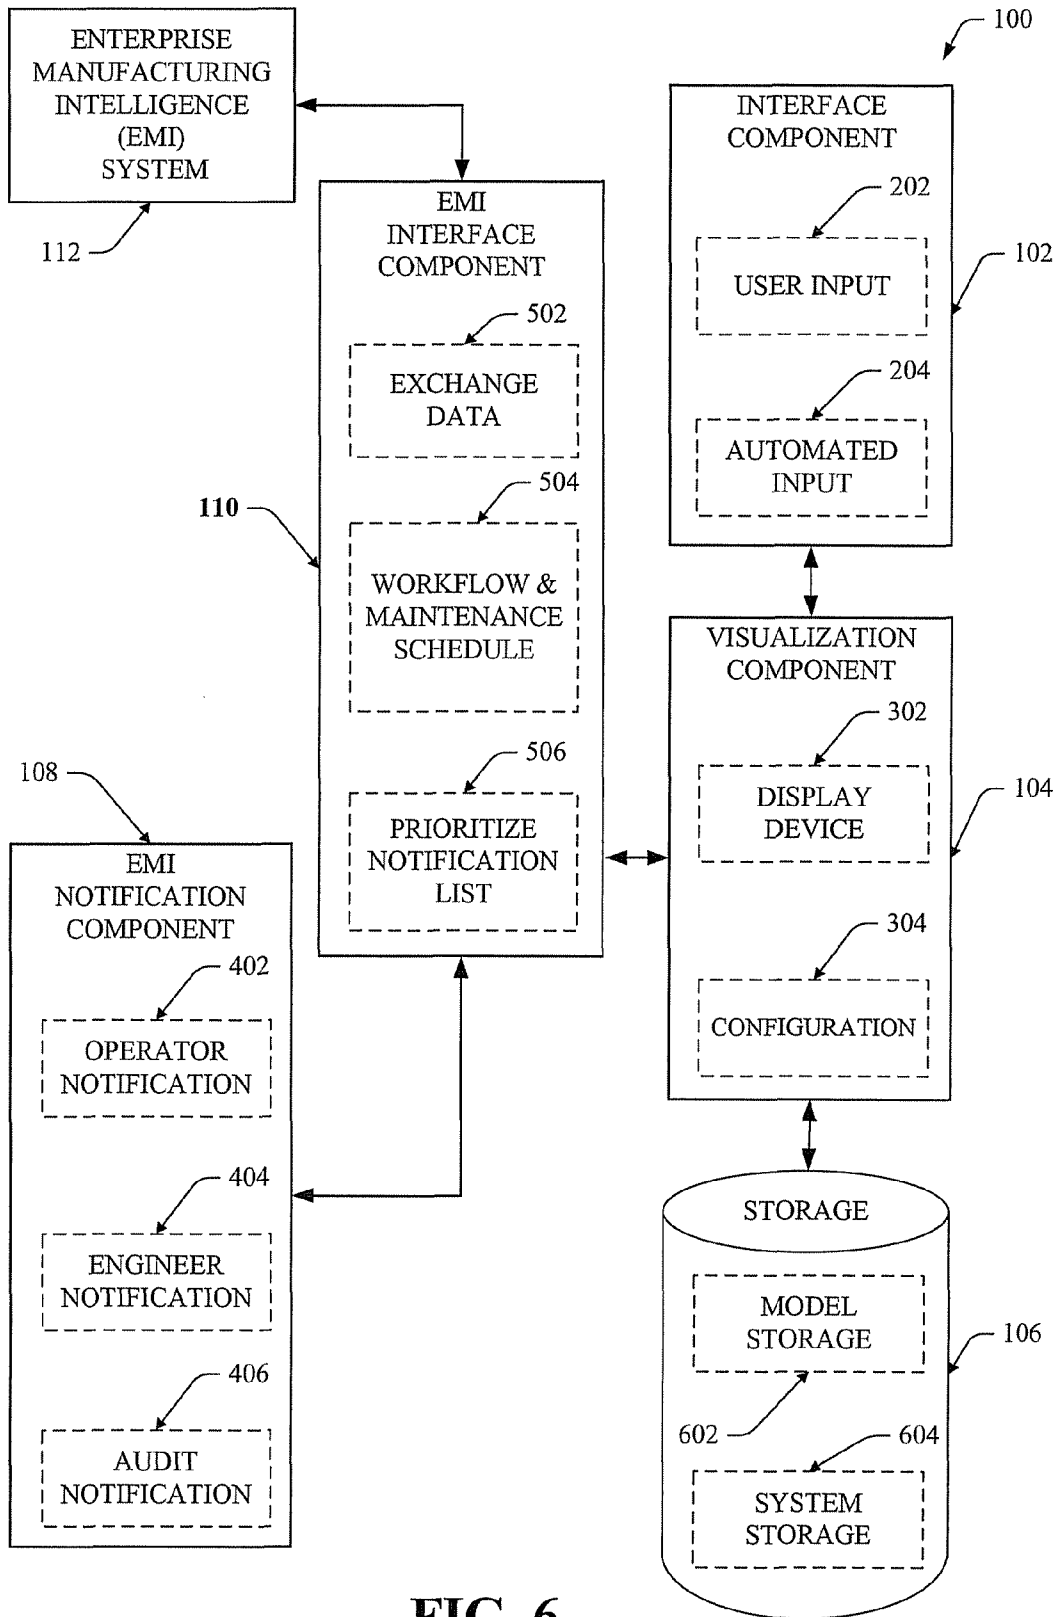 100
ENTERPRISE
MANUFACTURING
INTELLIGENCE
(EMI)
SYSTEM
112
EMI
INTERFACE
COMPONENT
502
EXCHANGE
DATA
504
110
WORKFLOW &
MAINTENANCE
SCHEDULE
506
PRIORITIZE
NOTIFICATION
LIST
INTERFACE
COMPONENT
202
102
USER INPUT
204
AUTOMATED
INPUT
VISUALIZATION
COMPONENT
302
104
DISPLAY
DEVICE
304
CONFIGURATION
108
EMI
NOTIFICATION
COMPONENT
402
OPERATOR
NOTIFICATION
404
ENGINEER
NOTIFICATION
406
AUDIT
NOTIFICATION
STORAGE
MODEL
STORAGE
106
602
604
SYSTEM
STORAGE
FIG. 6